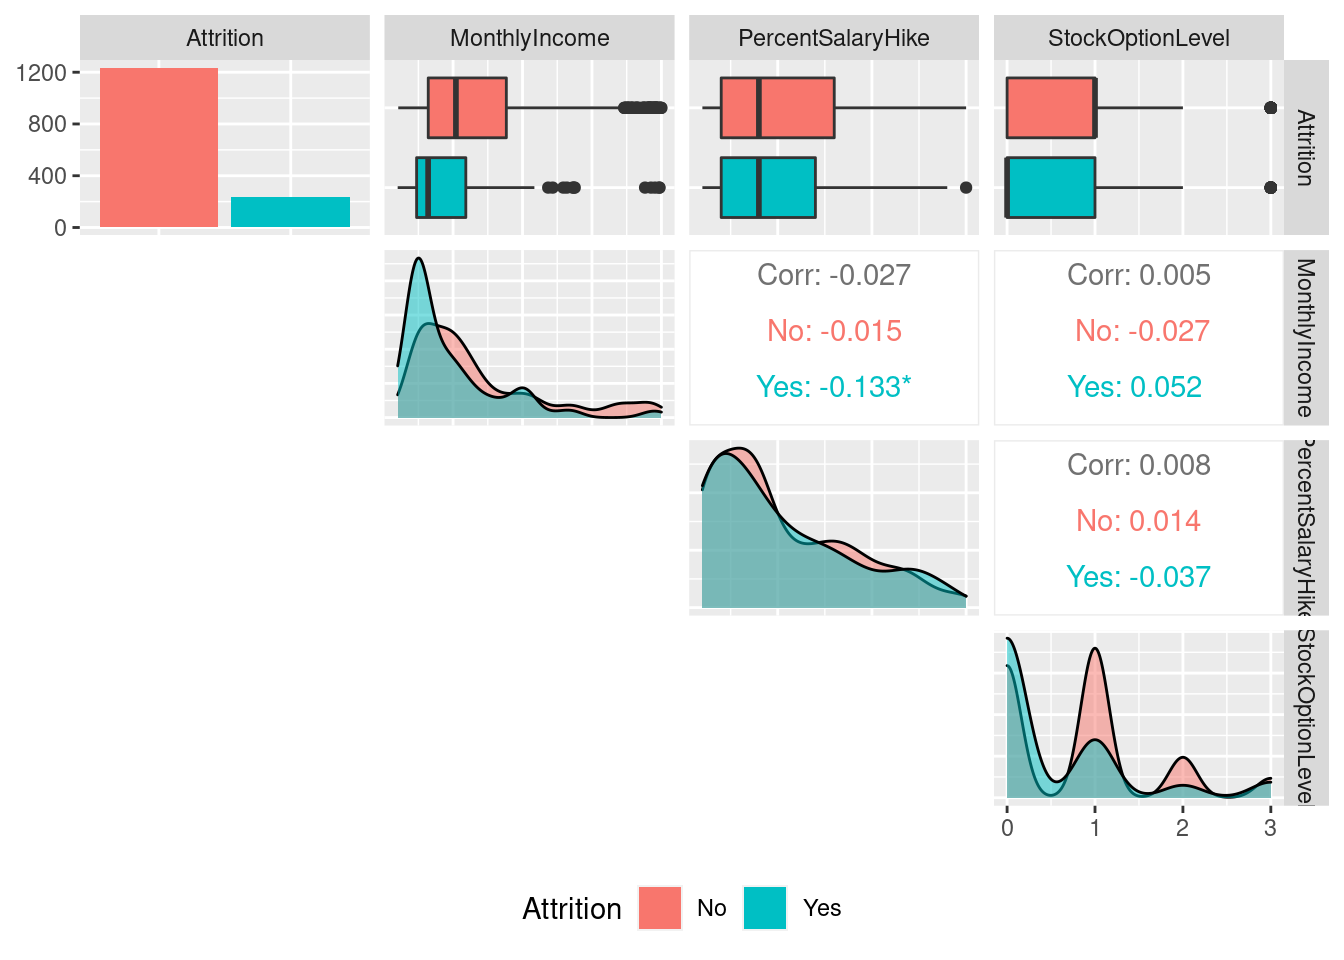 Attrition MonthlyIncome PercentSalaryHike StockOptionLevel
1200
800
400
0
Attrition
Corr: -0.027
No: -0.015
Yes: -0.133*
Corr: 0.005
No: -0.027
Yes: 0.052
MonthlyIncome
Corr: 0.008
No: 0.014
Yes: -0.037
PercentSalaryHike
StockOptionLevel
0 1 2 3
Attrition No Yes